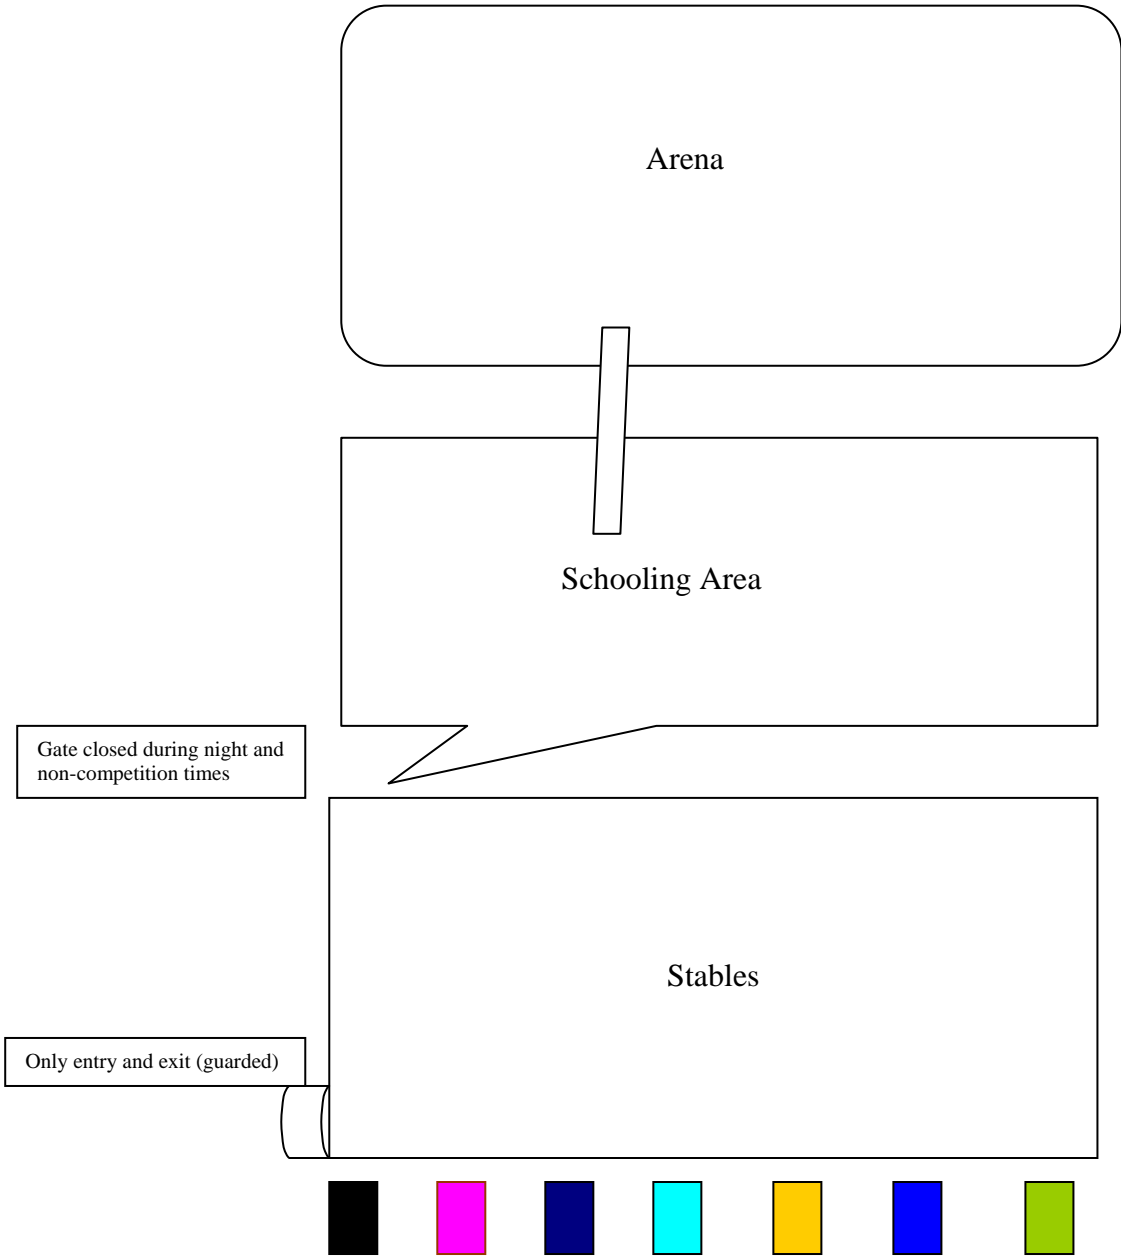 Arena
Schooling Area
Gate closed during night and
non-competition times
Stables
Only entry and exit (guarded)